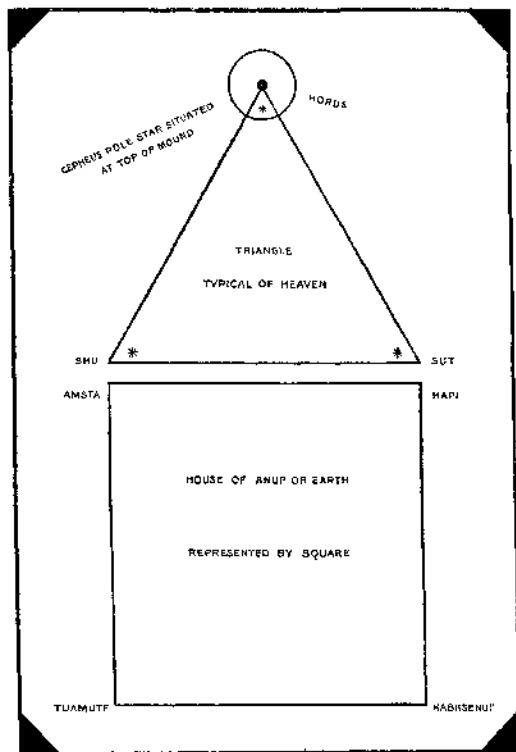 HORUS
CEPHEUS POLE STAR SITUATED
AT TOP OF MOUND
TRIANGLE
TYPICAL OF HEAVEN
SHU
SUT
AMSTA
HAPI
HOUSE OF ANUP OR EARTH
REPRESENTED BY SQUARE
TUAMUTF
KABHSENUF